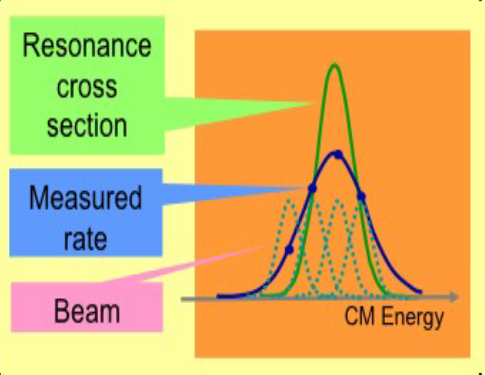 Resonance
cross
section
Measured
rate
Beam
CM Energy